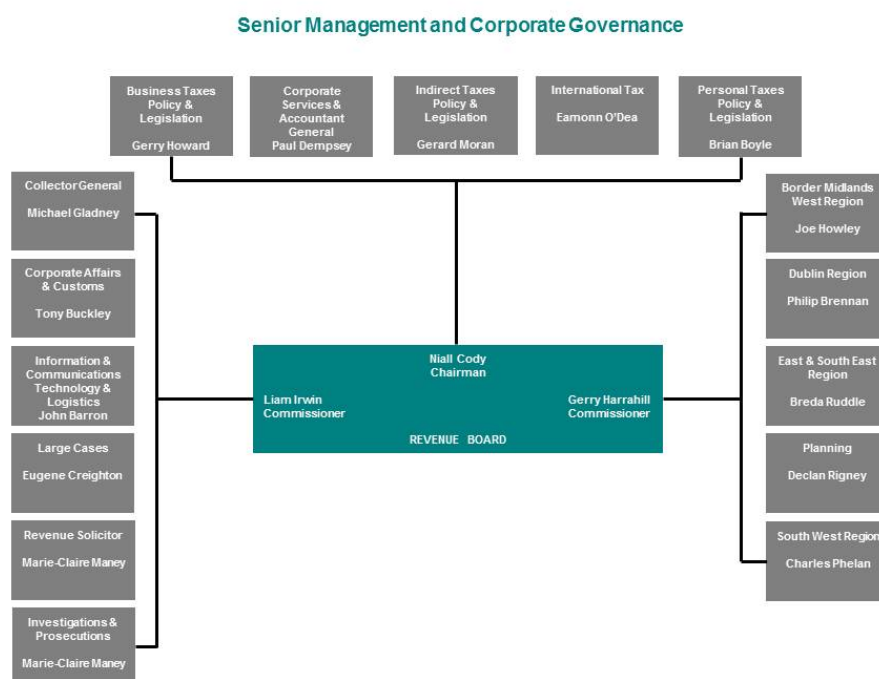 Senior Management and Corporate Governance
Business Taxes
Policy &
Legislation
Gerry Howard
Corporate
Services &
Accountant
General
Paul Dempsey
Indirect Taxes
Policy &
Legislation
Gerard Moran
International Tax
Eamonn O'Dea
Personal Taxes
Policy &
Legislation
Brian Boyle
Collector General
Michael Gladney
Corporate Affairs
& Customs
Tony Buckley
Information &
Communications
Technology &
Logistics
John Barron
Large Cases
Eugene Creighton
Revenue Solicitor
Marie-Claire Maney
Investigations &
Prosecutions
Marie-Claire Maney
Niall Cody
Chairman
Liam Irwin
Commissioner
Gerry Harrahill
Commissioner
REVENUE BOARD
Border Midlands
West Region
Joe Howley
Dublin Region
Philip Brennan
East & South East
Region
Breda Ruddle
Planning
Declan Rigney
South West Region
Charles Phelan